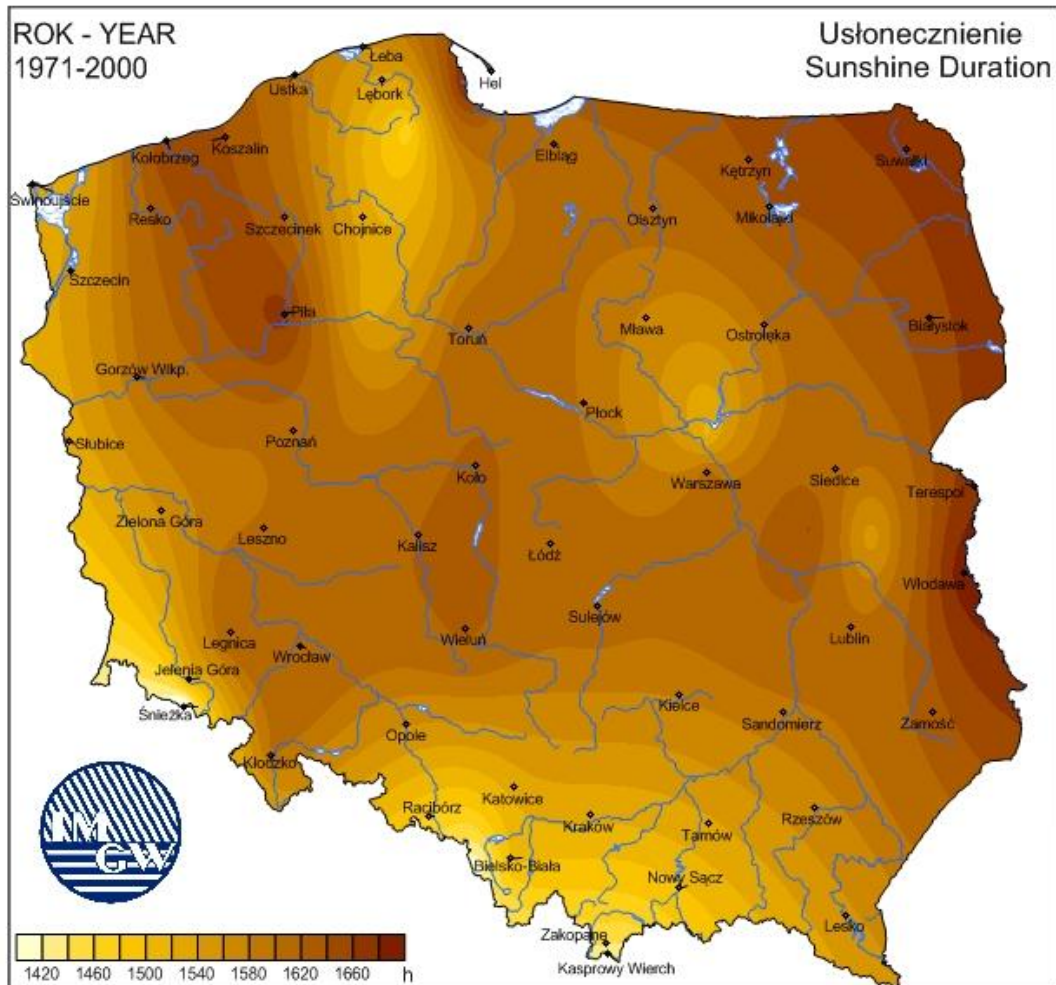 ROK - YEAR
1971-2000
Usłonecznienie
Sunshine Duration
Łeba
Hel
Ustka
Lębork
Koszalin
Kołobrzeg
Elbląg
Kętrzyn
Suwałki
Świnoujście
Resko
Szczecinek
Chojnice
Olsztyn
Mikołajki
Szczecin
Piła
Toruń
Mława
Ostrołęka
Białystok
Gorzów Wlkp.
Płock
Słubice
Poznań
Koło
Warszawa
Siedlce
Terespol
Zielona Góra
Leszno
Kalisz
Łódź
Włodawa
Sulejów
Legnica
Wrocław
Wieluń
Lublin
Jelenia Góra
Śnieżka
Kielce
Sandomierz
Zamość
Opole
Kłoczko
Katowice
Racibórz
Kraków
Tarnów
Rzeszów
Bielsko-Biała
Nowy Sącz
Lesko
Zakopane
Kasprowy Wierch
IM
GW
1420 1460 1500 1540 1580 1620 1660 h